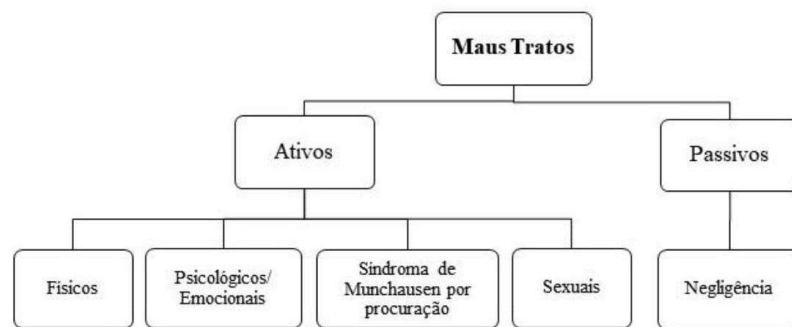 Maus Tratos
Ativos
Passivos
Físicos
Psicológicos/
Emocionais
Síndroma de
Munchausen por
procuração
Sexuais
Negligência